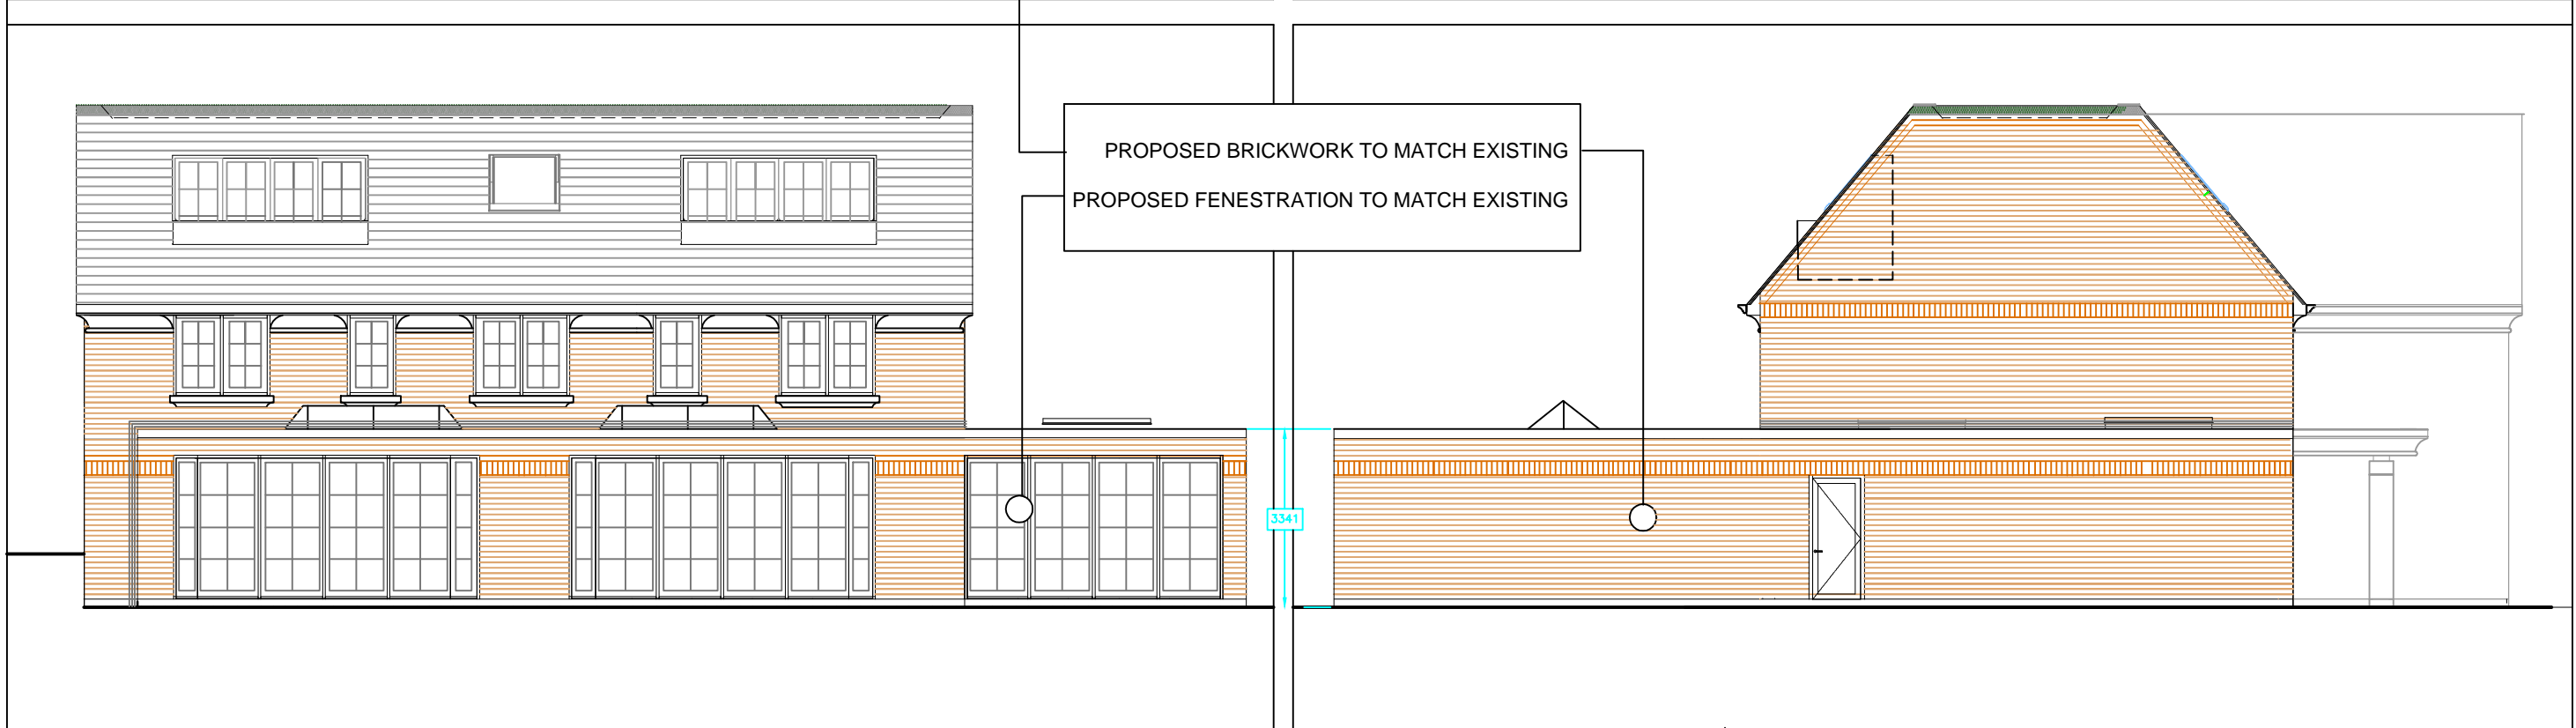 PROPOSED BRICKWORK TO MATCH EXISTING
PROPOSED FENESTRATION TO MATCH EXISTING
3341